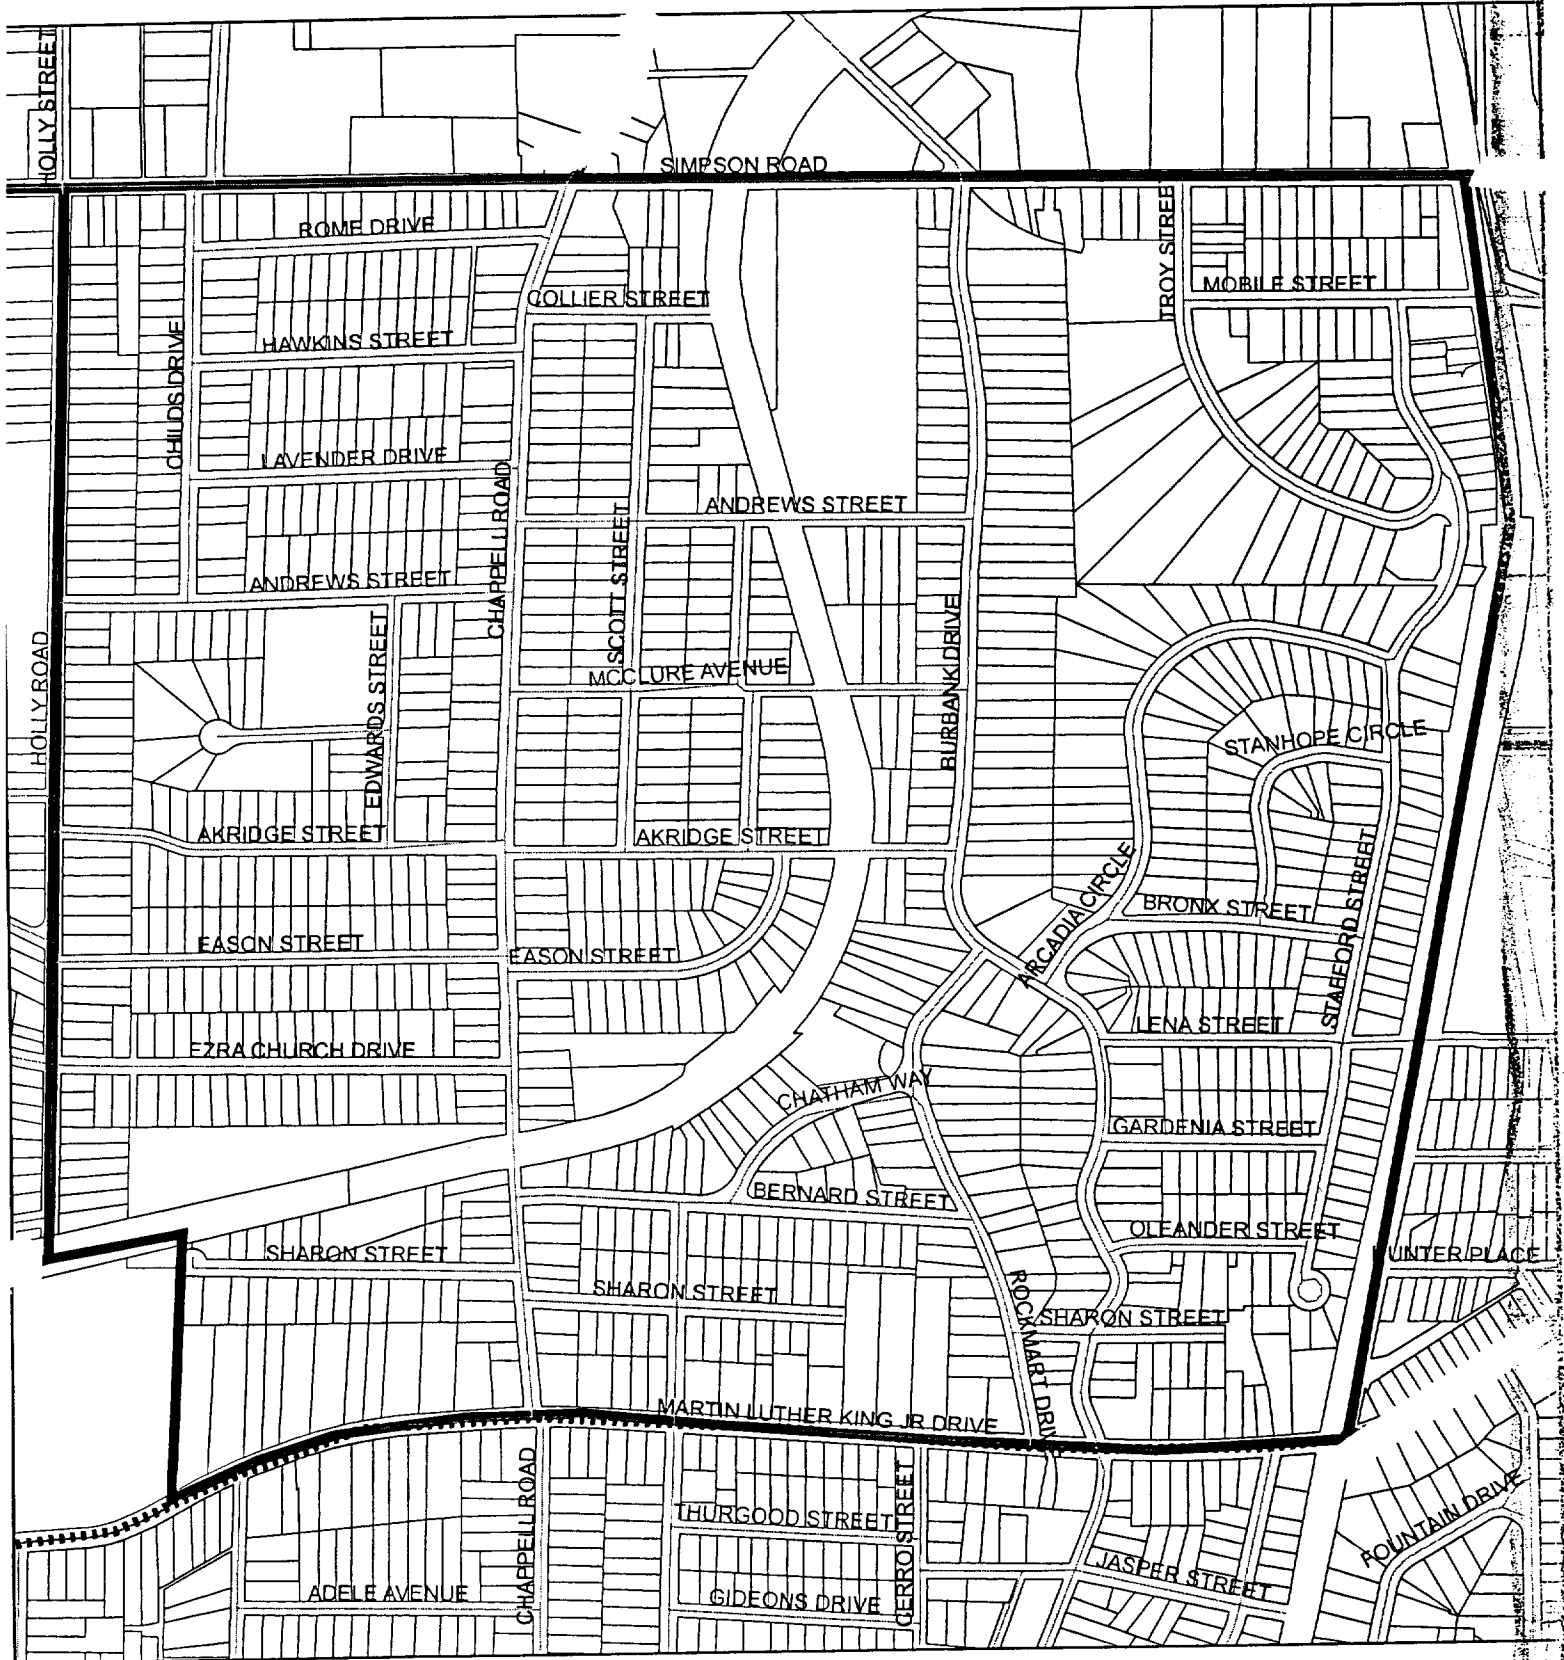 HOLLY STREET
SIMPSON ROAD
ROME DRIVE
TROY STREET
MOBILE STREET
COLLIER STREET
HAWKINS STREET
CHILDS DRIVE
LAVENDER DRIVE
CHAPPELL ROAD
ANDREWS STREET
SCOTT STREET
ANDREWS STREET
HOLLY ROAD
EDWARDS STREET
MCCLURE AVENUE
BURBANK DRIVE
STANHOPE CIRCLE
AKRIDGE STREET
AKRIDGE STREET
ARCADIA CIRCLE
BRONX STREET
STAFFORD STREET
EASON STREET
EASON STREET
LENA STREET
EZRA CHURCH DRIVE
CHATHAM WAY
GARDENIA STREET
BERNARD STREET
OLEANDER STREET
SHARON STREET
HUNTER PLACE
SHARON STREET
ROCKMART DRIVE
SHARON STREET
MARTIN LUTHER KING JR DRIVE
CHAPPELL ROAD
THURGOOD STREET
CERRO STREET
FOUNTAIN DRIVE
JASPER STREET
ADELE AVENUE
GIDEONS DRIVE